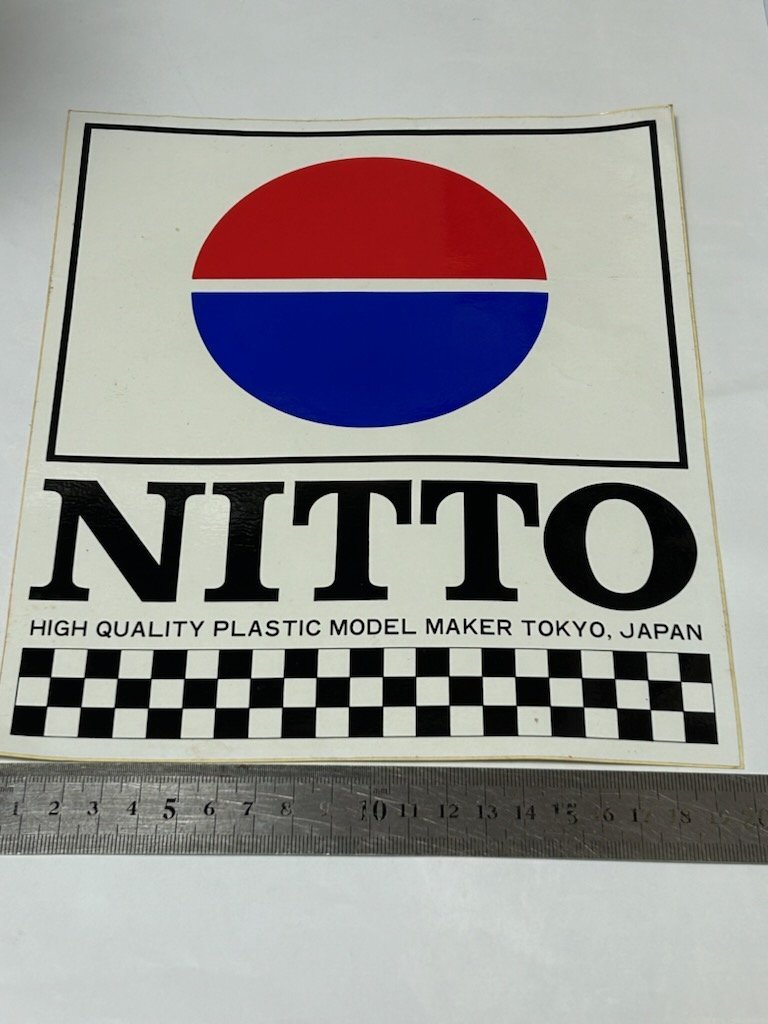 NITTO
HIGH QUALITY PLASTIC MODEL MAKER TOKYO, JAPAN
1 2 3 4 5 6 7 8 9 10 11 12 13 14 15 16 17 18 19 20